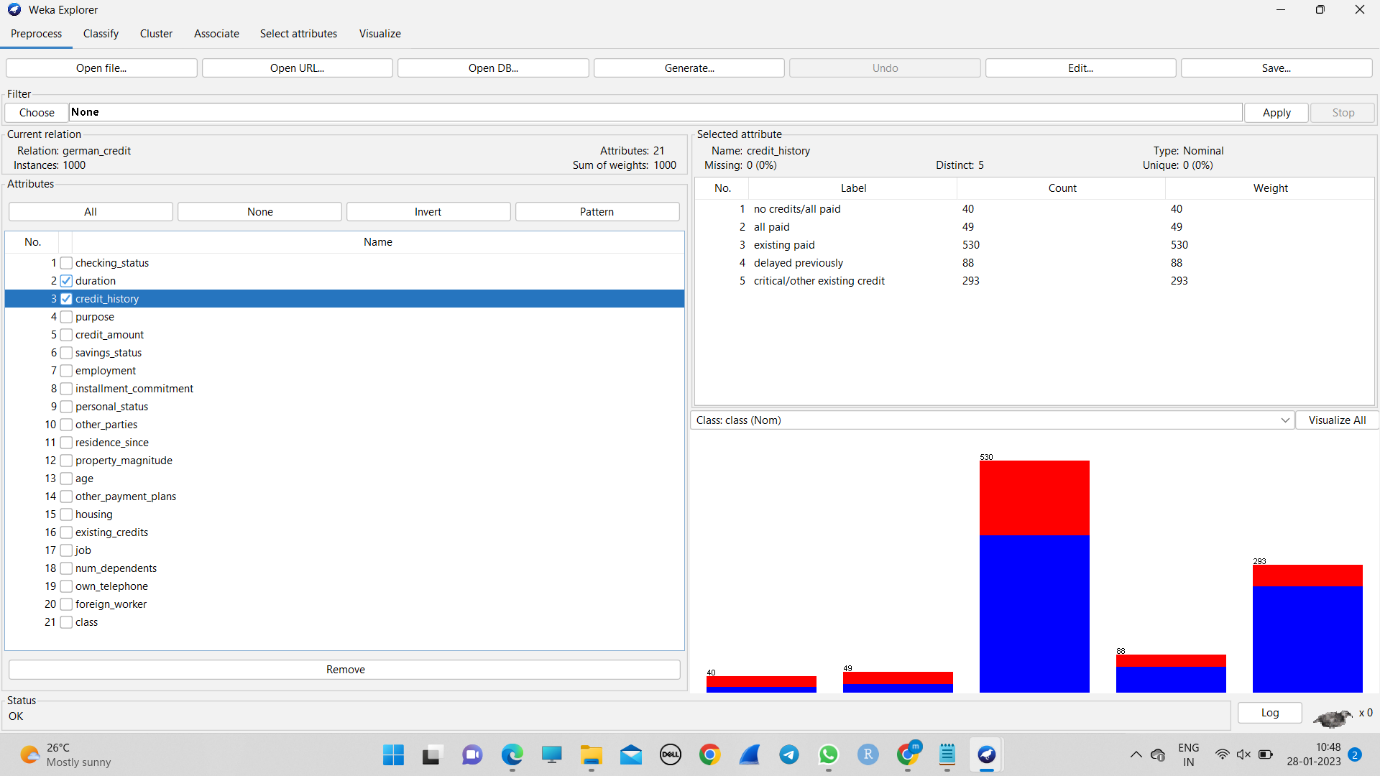 Weka Explorer
Preprocess Classify Cluster Associate Select attributes Visualize
Open file... Open URL... Open DB... Generate... Undo Edit... Save...
Filter
Choose None Apply Stop
Current relation
Relation: german_credit Attributes: 21
Instances: 1000 Sum of weights: 1000
Selected attribute
Name: credit_history Type: Nominal
Missing: 0 (0%) Distinct: 5 Unique: 0 (0%)
Attributes
All None Invert Pattern
No. Name
1 checking_status
2 duration
3 credit_history
4 purpose
5 credit_amount
6 savings_status
7 employment
8 installment_commitment
9 personal_status
10 other_parties
11 residence_since
12 property_magnitude
13 age
14 other_payment_plans
15 housing
16 existing_credits
17 job
18 num_dependents
19 own_telephone
20 foreign_worker
21 class
Remove
No. Label Count Weight
1 no credits/all paid 40 40
2 all paid 49 49
3 existing paid 530 530
4 delayed previously 88 88
5 critical/other existing credit 293 293
Class: class (Nom) Visualize All
40
49
530
88
293
Status
OK
Log x 0
26°C
Mostly sunny
DELL
R
m
ENG
IN
10:48
28-01-2023
2